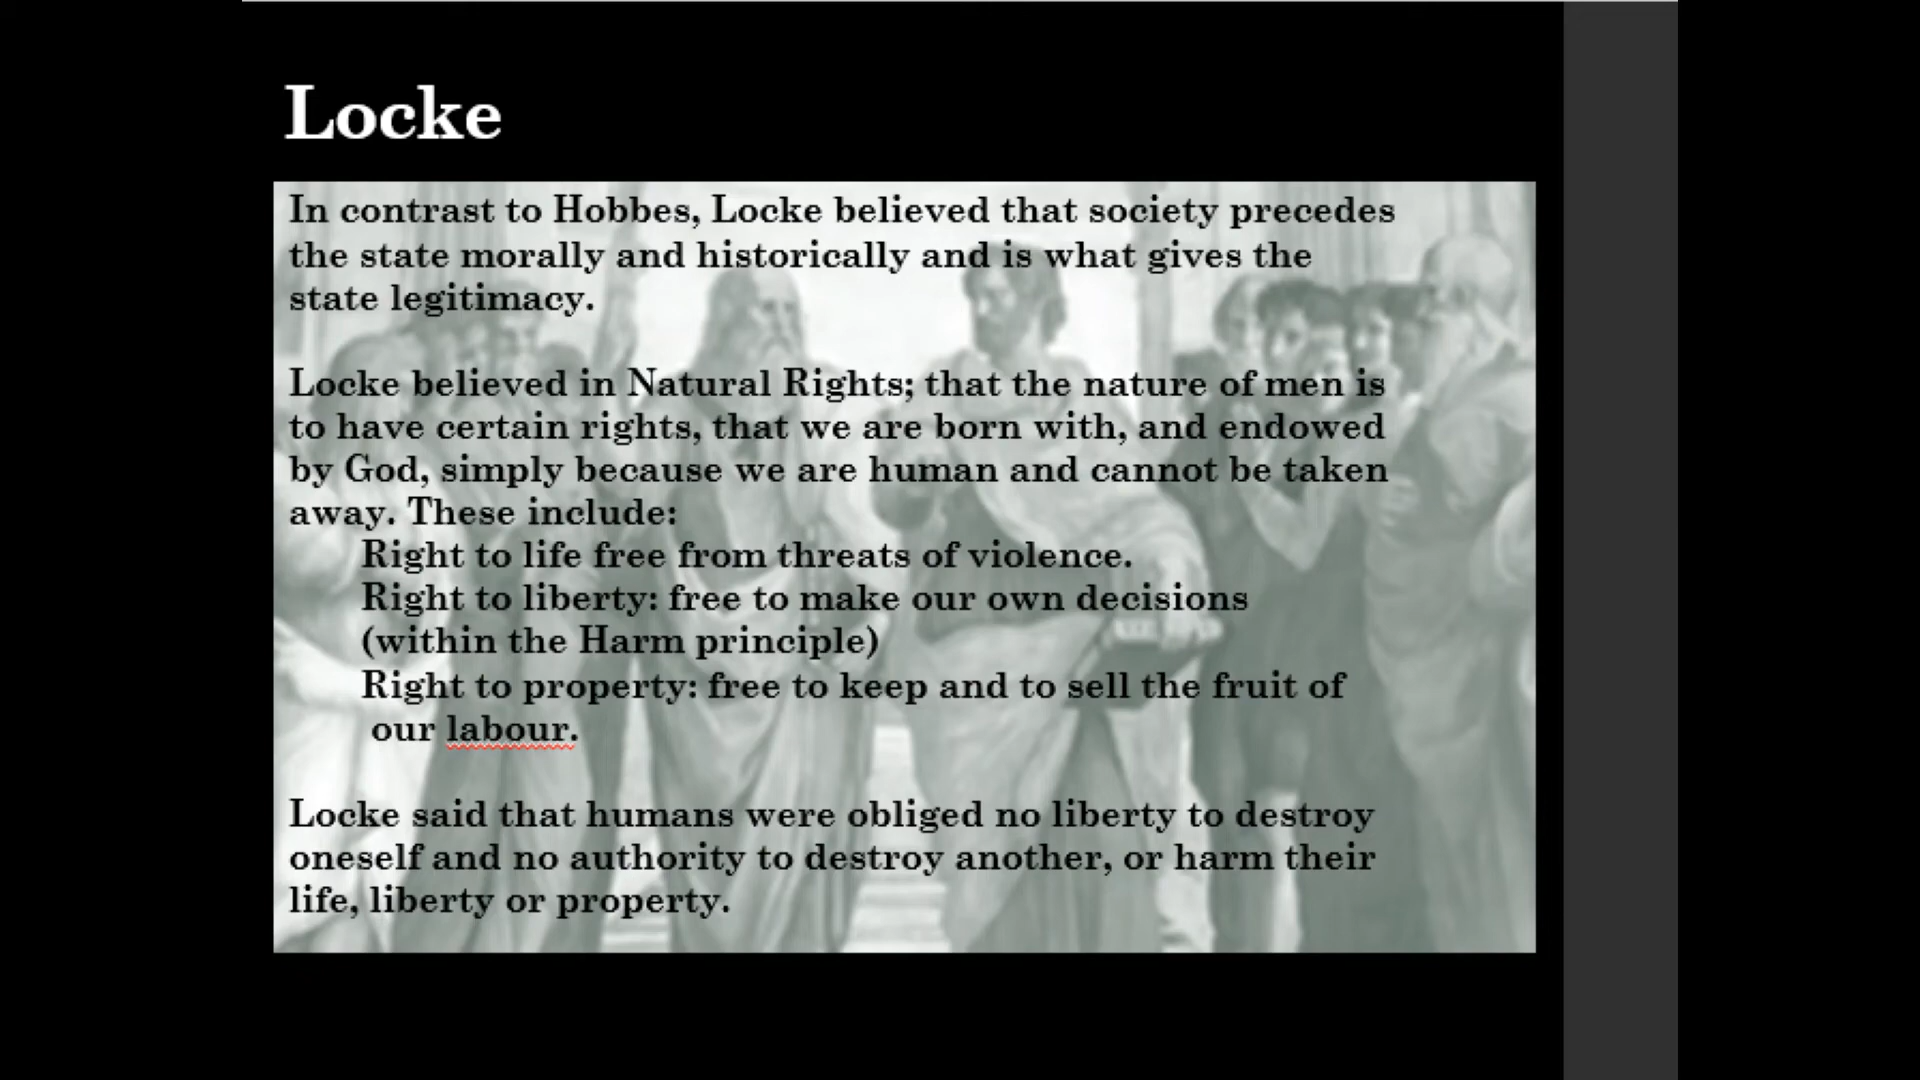 Locke
In contrast to Hobbes, Locke believed that society precedes
the state morally and historically and is what gives the
state legitimacy.
Locke believed in Natural Rights; that the nature of men is
to have certain rights, that we are born with, and endowed
by God, simply because we are human and cannot be taken
away. These include:
Right to life free from threats of violence.
Right to liberty: free to make our own decisions
(within the Harm principle)
Right to property: free to keep and to sell the fruit of
our labour.
Locke said that humans were obliged no liberty to destroy
oneself and no authority to destroy another, or harm their
life, liberty or property.